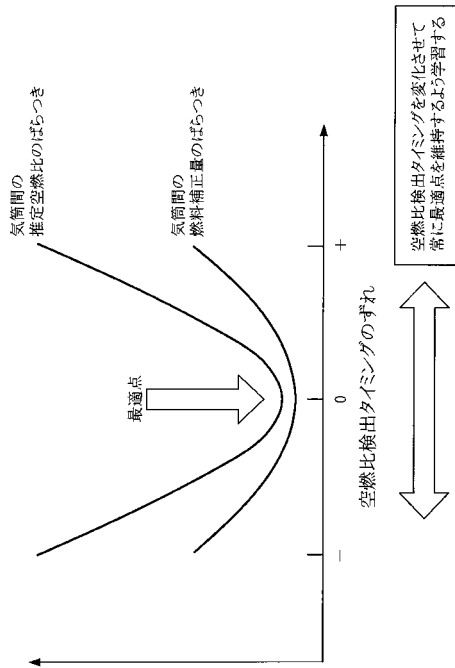 気筒間の
推定空燃比のばらつき
気筒間の
燃料補正量のばらつき
最適点
－
0
＋
空燃比検出タイミングのずれ
空燃比検出タイミングを変化させて
常に最適点を維持するよう学習する